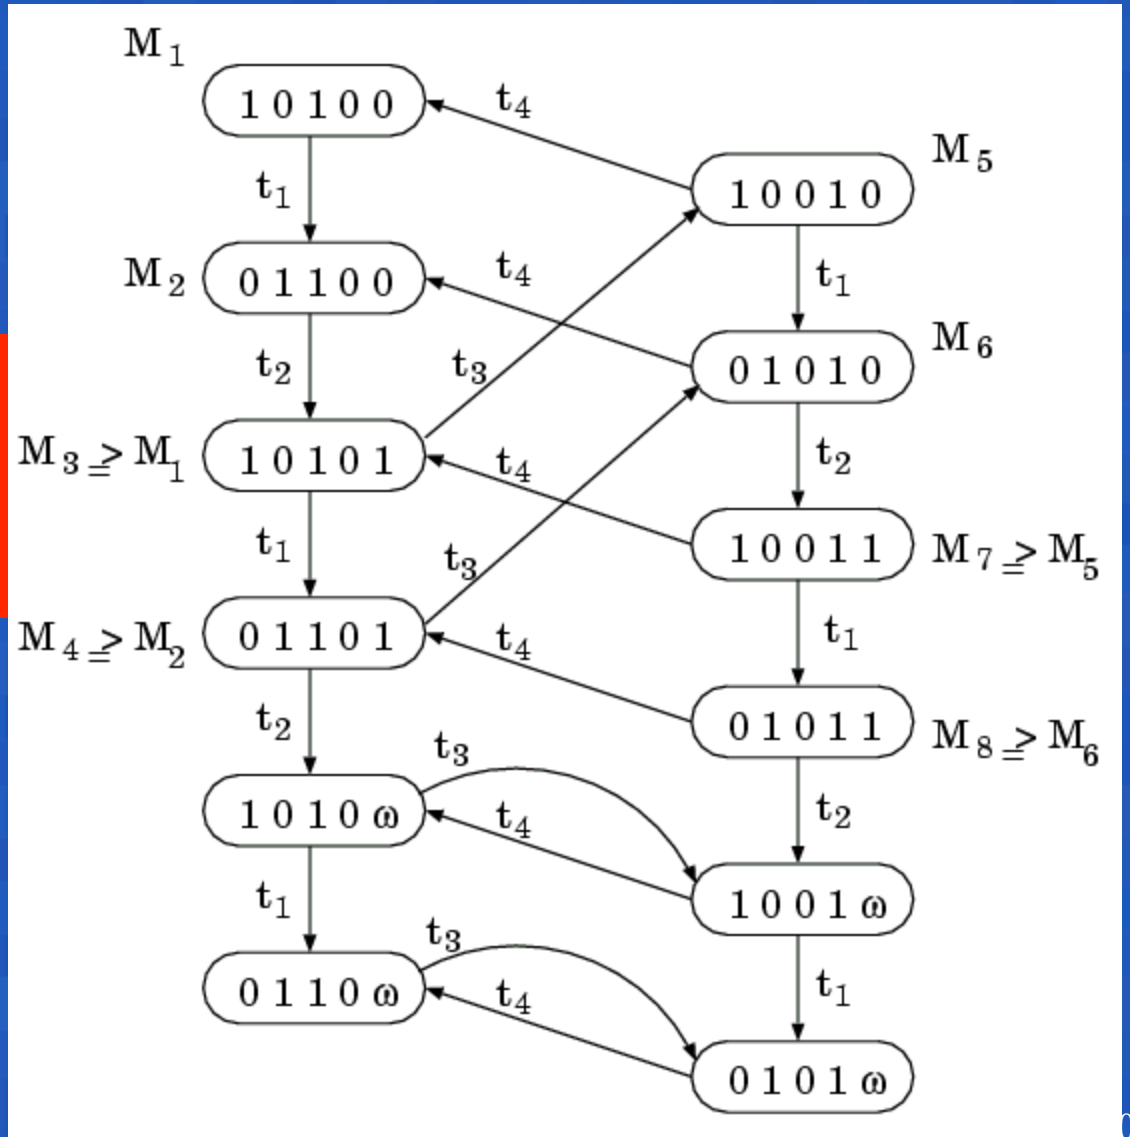 M1
1 0 1 0 0
t4
M5
1 0 0 1 0
t1
M2
0 1 1 0 0
t4
t1
M6
0 1 0 1 0
t2
t3
M3 ≥ M1
1 0 1 0 1
t4
t2
t1
t3
1 0 0 1 1
M7 ≥ M5
M4 ≥ M2
0 1 1 0 1
t4
t1
t2
t3
0 1 0 1 1
M8 ≥ M6
1 0 1 0 ω
t4
t2
t1
t3
1 0 0 1 ω
0 1 1 0 ω
t4
t1
0 1 0 1 ω